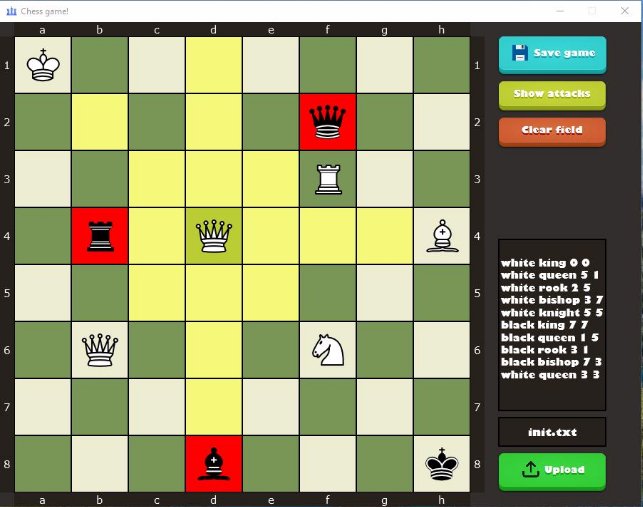 Chess game!
a b c d e f g h
1 1
Save game
Show attacks
2 2
Clear field
3 3
4 4
5 5
6 6
7 7
8 8
a b c d e f g h
white king 0 0
white queen 5 1
white rook 2 5
white bishop 3 7
white knight 5 5
black king 7 7
black queen 1 5
black rook 3 1
black bishop 7 3
white queen 3 3
init.txt
Upload